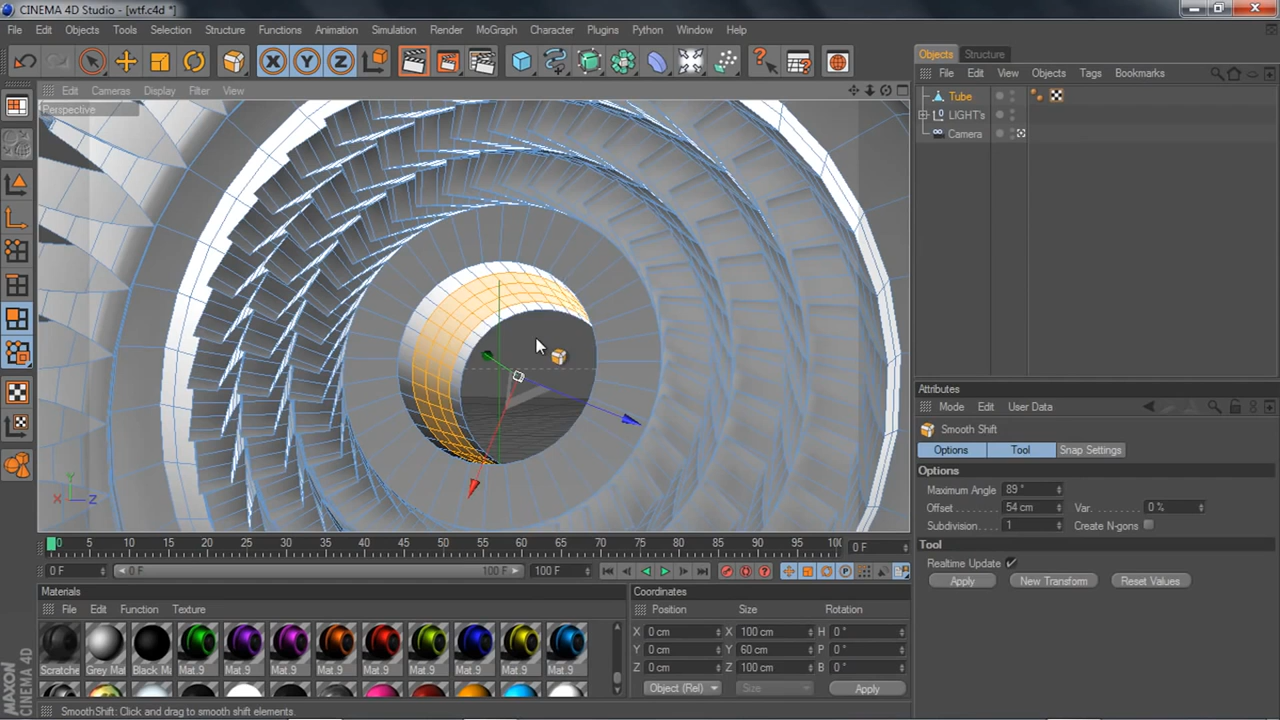 CINEMA 4D Studio - [wtf.c4d *]
File Edit Objects Tools Selection Structure Functions Animation Simulation Render MoGraph Character Plugins Python Window Help
Objects Structure
File Edit View Objects Tags Bookmarks
Edit Cameras Display Filter View
Perspective
Tube
LIGHT's
Camera
Attributes
Mode Edit User Data
Smooth Shift
Options Tool Snap Settings
Options
Maximum Angle 89 °
Offset 54 cm Var. 0 %
Subdivision 1 Create N-gons
Tool
Realtime Update
Apply New Transform Reset Values
Y
X Z
0 5 10 15 20 25 30 35 40 45 50 55 60 65 70 75 80 85 90 95 10 0 F
0 F 0 F 100 F 100 F
Materials
File Edit Function Texture
Scratche Grey Mat Black Ma Mat.9 Mat.9 Mat.9 Mat.9 Mat.9 Mat.9 Mat.9 Mat.9 Mat.9
Coordinates
Position Size Rotation
X 0 cm X 100 cm H 0 °
Y 0 cm Y 60 cm P 0 °
Z 0 cm Z 100 cm B 0 °
Object (Rel) Size Apply
MAXON CINEMA 4D
SmoothShift: Click and drag to smooth shift elements.